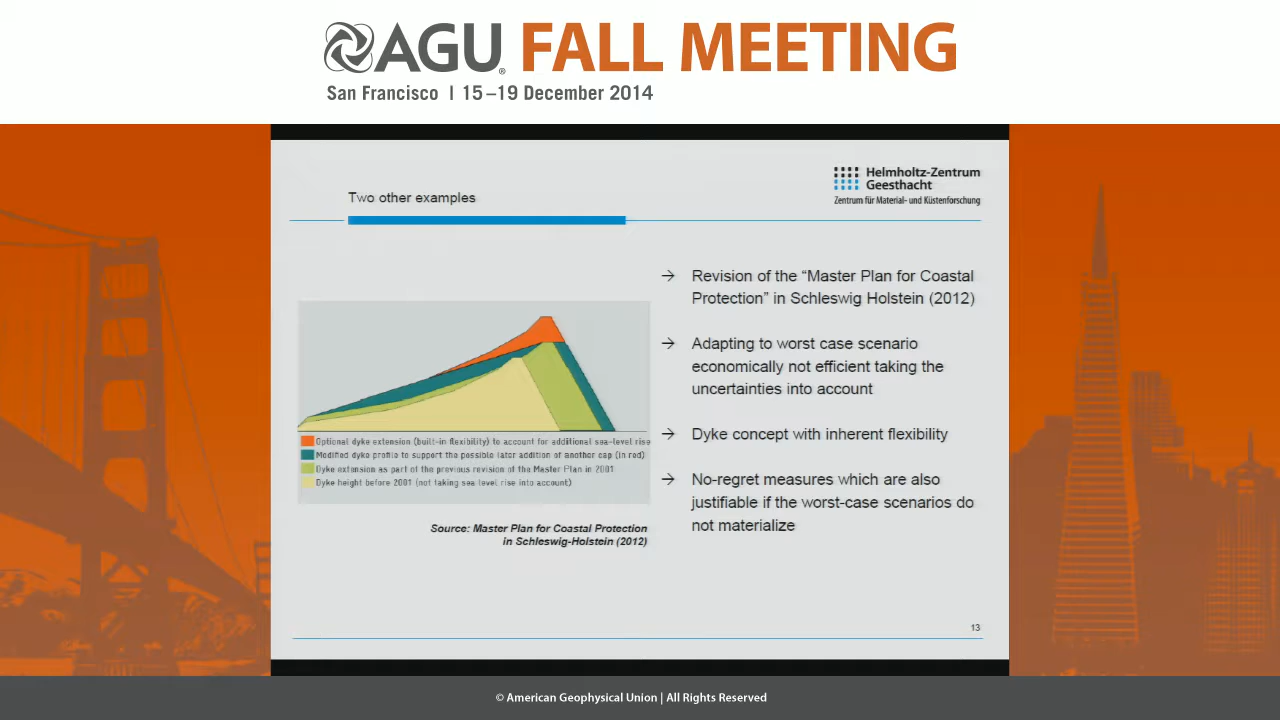 AGU® FALL MEETING
San Francisco | 15–19 December 2014
Two other examples
Helmholtz-Zentrum
Geesthacht
Zentrum für Material- und Küstenforschung
→ Revision of the “Master Plan for Coastal
Protection” in Schleswig Holstein (2012)
→ Adapting to worst case scenario
economically not efficient taking the
uncertainties into account
→ Dyke concept with inherent flexibility
→ No-regret measures which are also
justifiable if the worst-case scenarios do
not materialize
Optional dyke extension (built-in flexibility) to account for additional sea-level rise
Modified dyke profile to support the possible later addition of another cap (in red)
Dyke extension as part of the previous revision of the Master Plan in 2001
Dyke height before 2001 (not taking sea level rise into account)
Source: Master Plan for Coastal Protection
in Schleswig-Holstein (2012)
13
© American Geophysical Union | All Rights Reserved